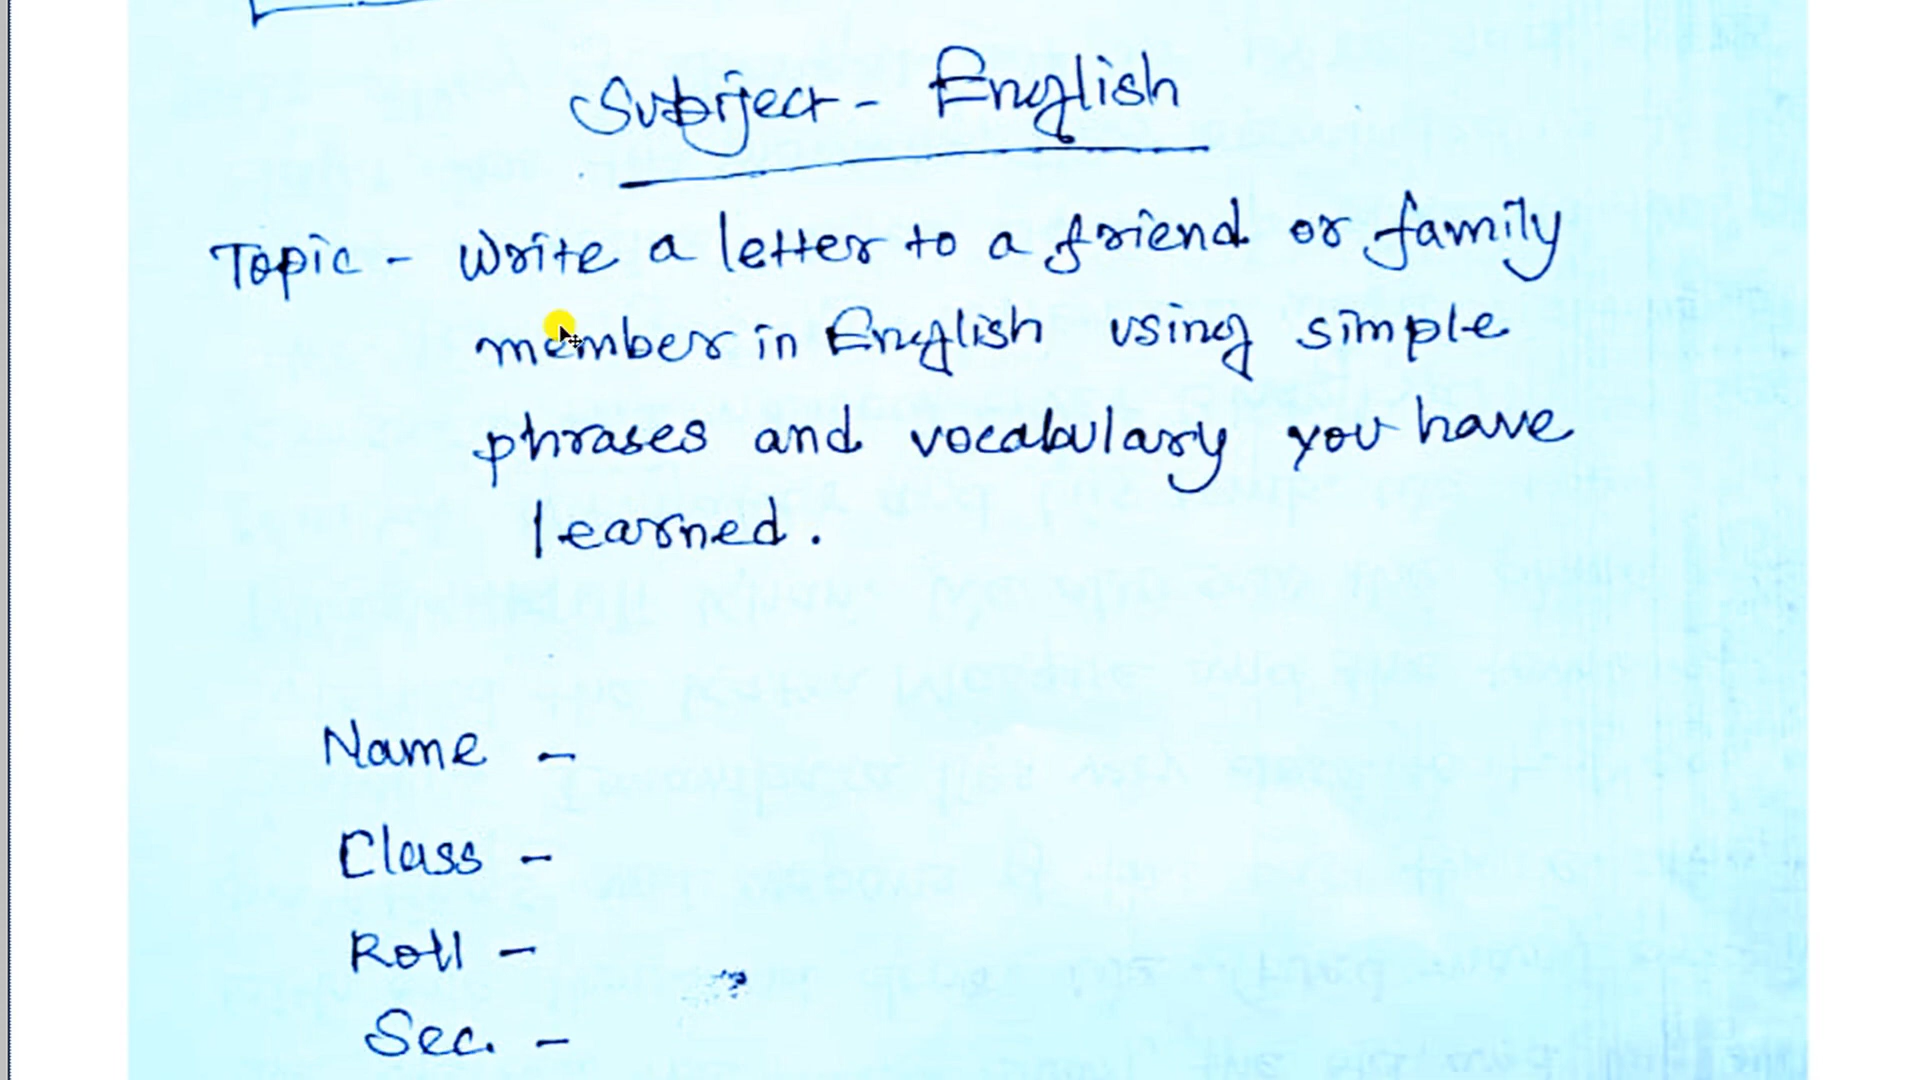 Subject - English
Topic - Write a letter to a friend or family
member in English using simple
phrases and vocabulary you have
learned.
Name -
Class -
Roll -
Sec. -